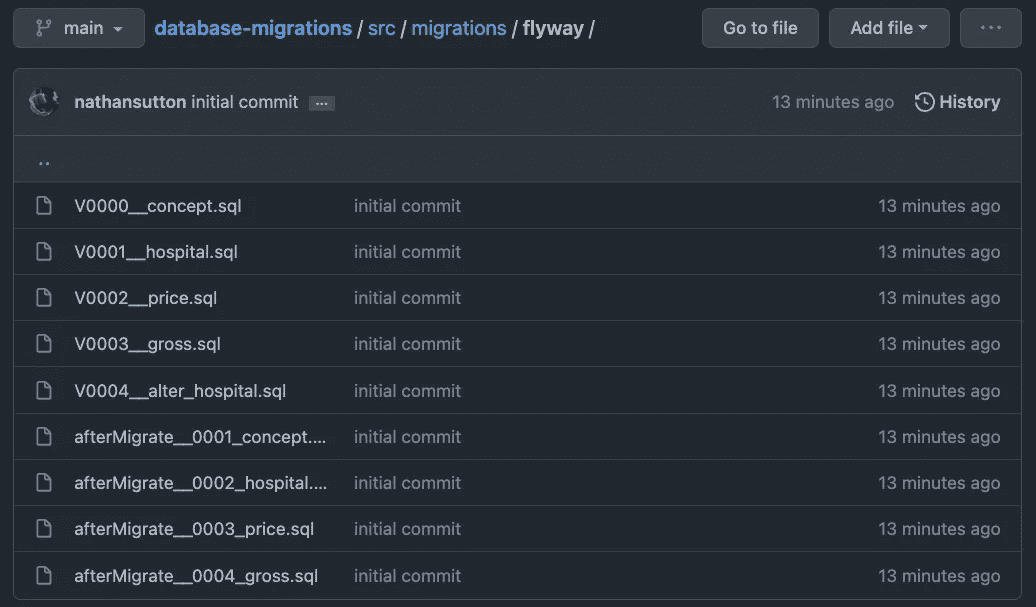 main database-migrations / src / migrations / flyway / Go to file Add file ...
nathansutton initial commit ... 13 minutes ago History
..
V0000__concept.sql initial commit 13 minutes ago
V0001__hospital.sql initial commit 13 minutes ago
V0002__price.sql initial commit 13 minutes ago
V0003__gross.sql initial commit 13 minutes ago
V0004__alter_hospital.sql initial commit 13 minutes ago
afterMigrate__0001_concept.... initial commit 13 minutes ago
afterMigrate__0002_hospital.... initial commit 13 minutes ago
afterMigrate__0003_price.sql initial commit 13 minutes ago
afterMigrate__0004_gross.sql initial commit 13 minutes ago